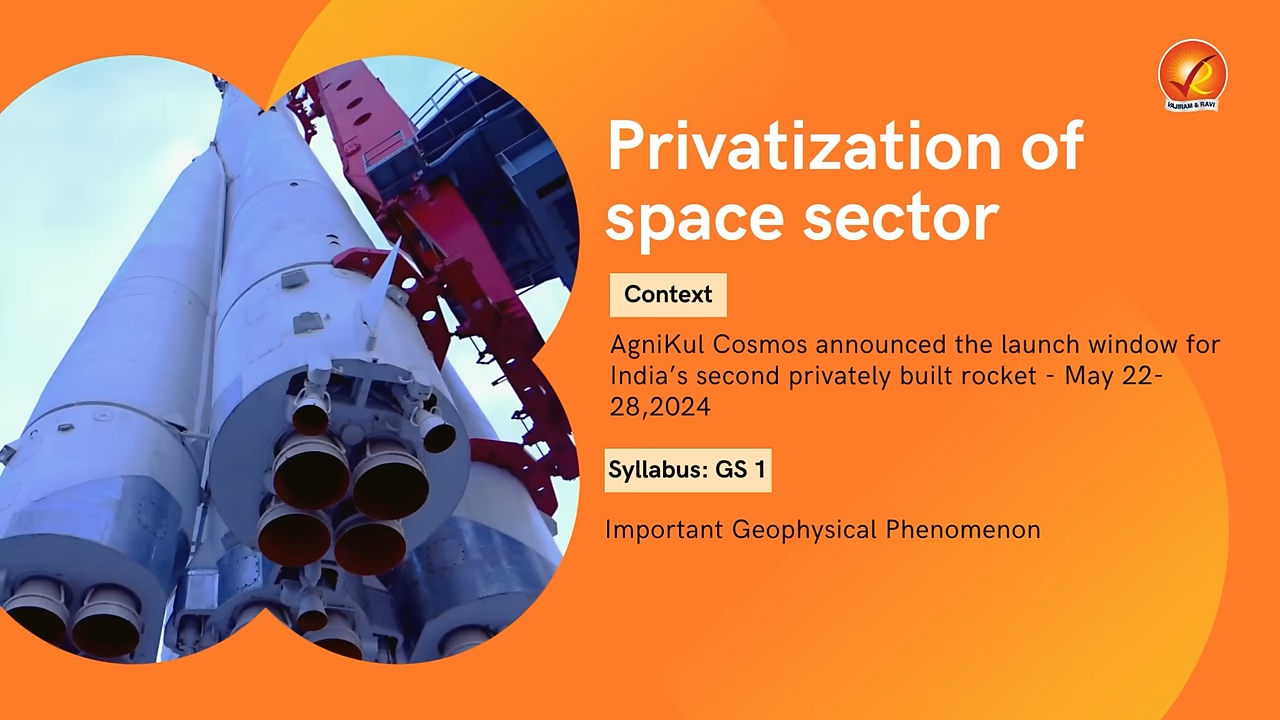 VAJIRAM & RAVI
Privatization of
space sector
Context
AgniKul Cosmos announced the launch window for
India’s second privately built rocket - May 22-
28,2024
Syllabus: GS 1
Important Geophysical Phenomenon